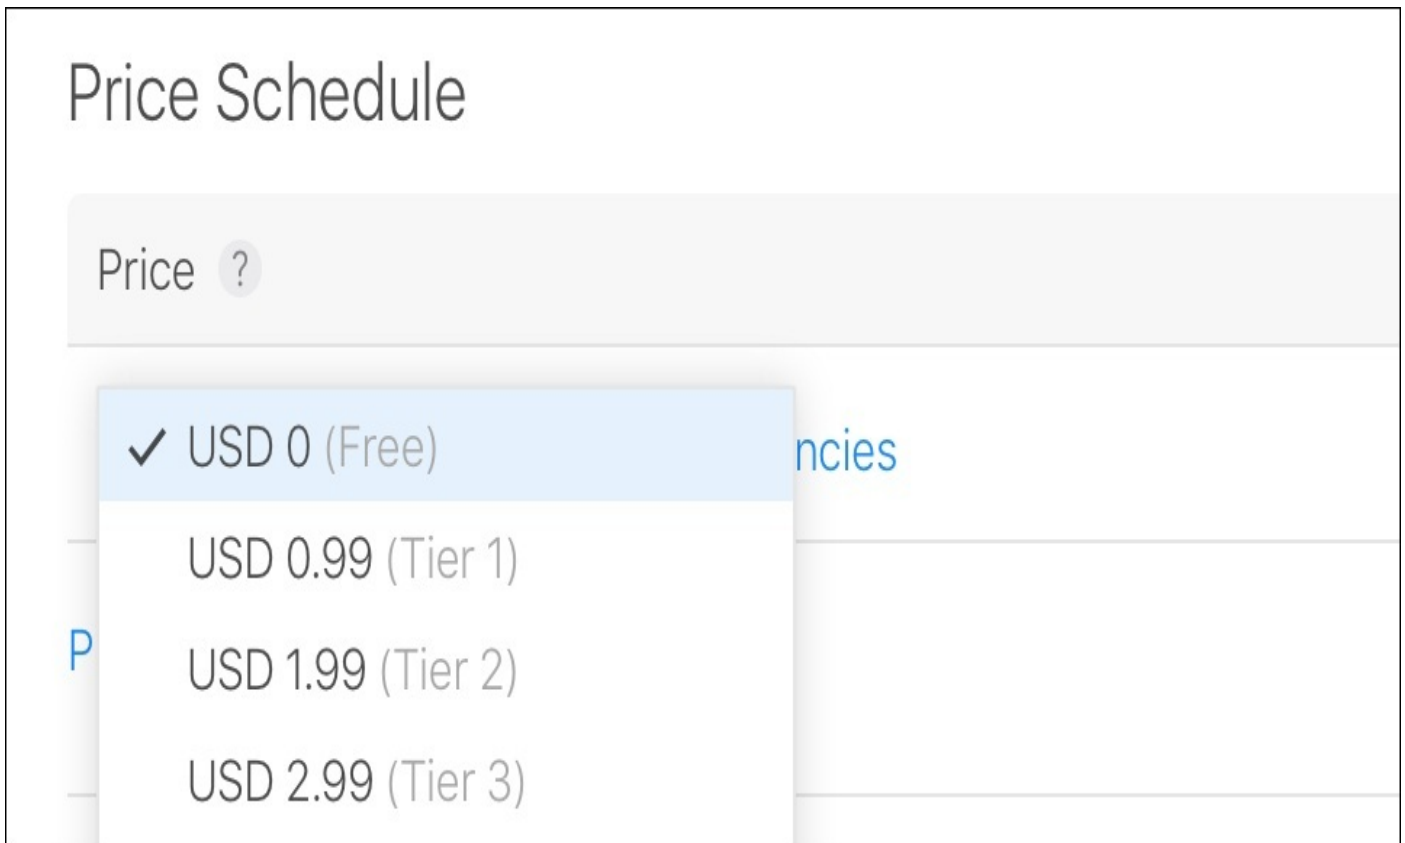 Price Schedule
Price ?
USD 0 (Free)
ncies
USD 0.99 (Tier 1)
P
USD 1.99 (Tier 2)
USD 2.99 (Tier 3)